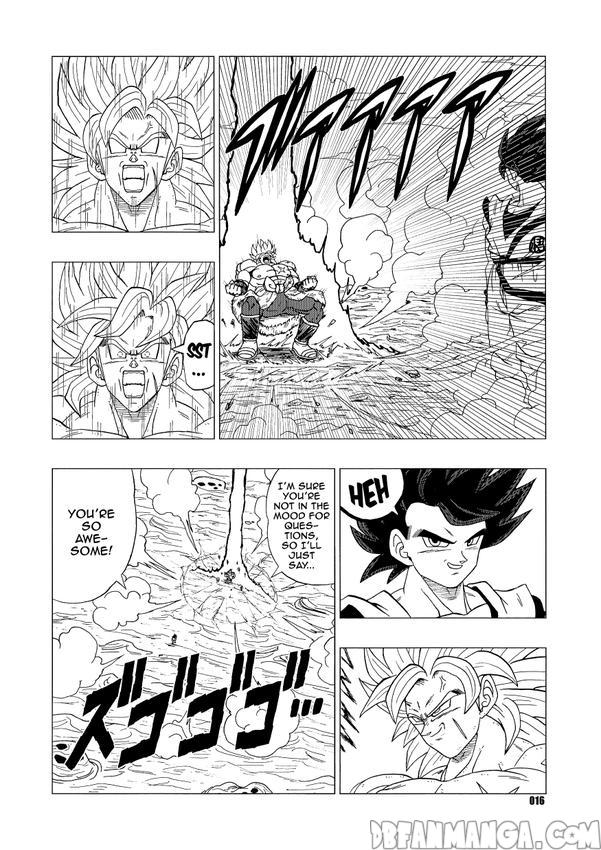 SST
...
HEH
I'M SURE
YOU'RE
NOT IN THE
MOOD FOR
QUES-
TIONS,
SO I'LL
JUST
SAY...
YOU'RE
SO
AWE-
SOME!
ズゴゴゴ…
016
DBFANMANGA.COM